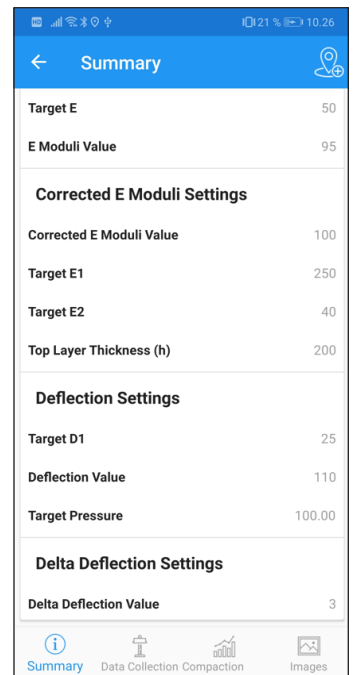 HD 21 % 10.26
Summary
Target E 50
E Moduli Value 95
Corrected E Moduli Settings
Corrected E Moduli Value 100
Target E1 250
Target E2 40
Top Layer Thickness (h) 200
Deflection Settings
Target D1 25
Deflection Value 110
Target Pressure 100.00
Delta Deflection Settings
Delta Deflection Value 3
Summary Data Collection Compaction Images